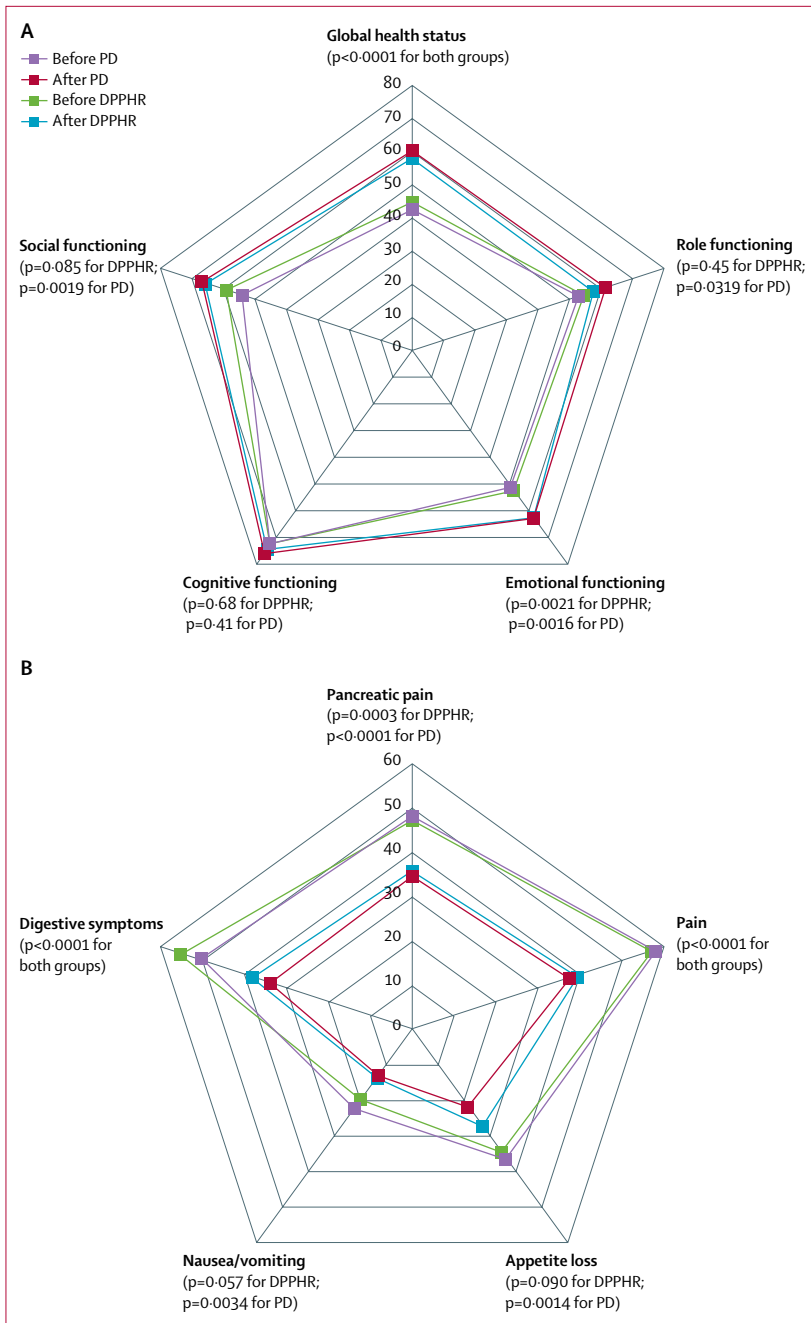 A
Before PD
After PD
Before DPPHR
After DPPHR
Global health status
(p<0·0001 for both groups)
80
70
60
50
40
30
20
10
0
Social functioning
(p=0·085 for DPPHR;
p=0·0019 for PD)
Role functioning
(p=0·45 for DPPHR;
p=0·0319 for PD)
Cognitive functioning
(p=0·68 for DPPHR;
p=0·41 for PD)
Emotional functioning
(p=0·0021 for DPPHR;
p=0·0016 for PD)
B
Pancreatic pain
(p=0·0003 for DPPHR;
p<0·0001 for PD)
60
50
40
30
20
10
0
Digestive symptoms
(p<0·0001 for
both groups)
Pain
(p<0·0001 for
both groups)
Nausea/vomiting
(p=0·057 for DPPHR;
p=0·0034 for PD)
Appetite loss
(p=0·090 for DPPHR;
p=0·0014 for PD)